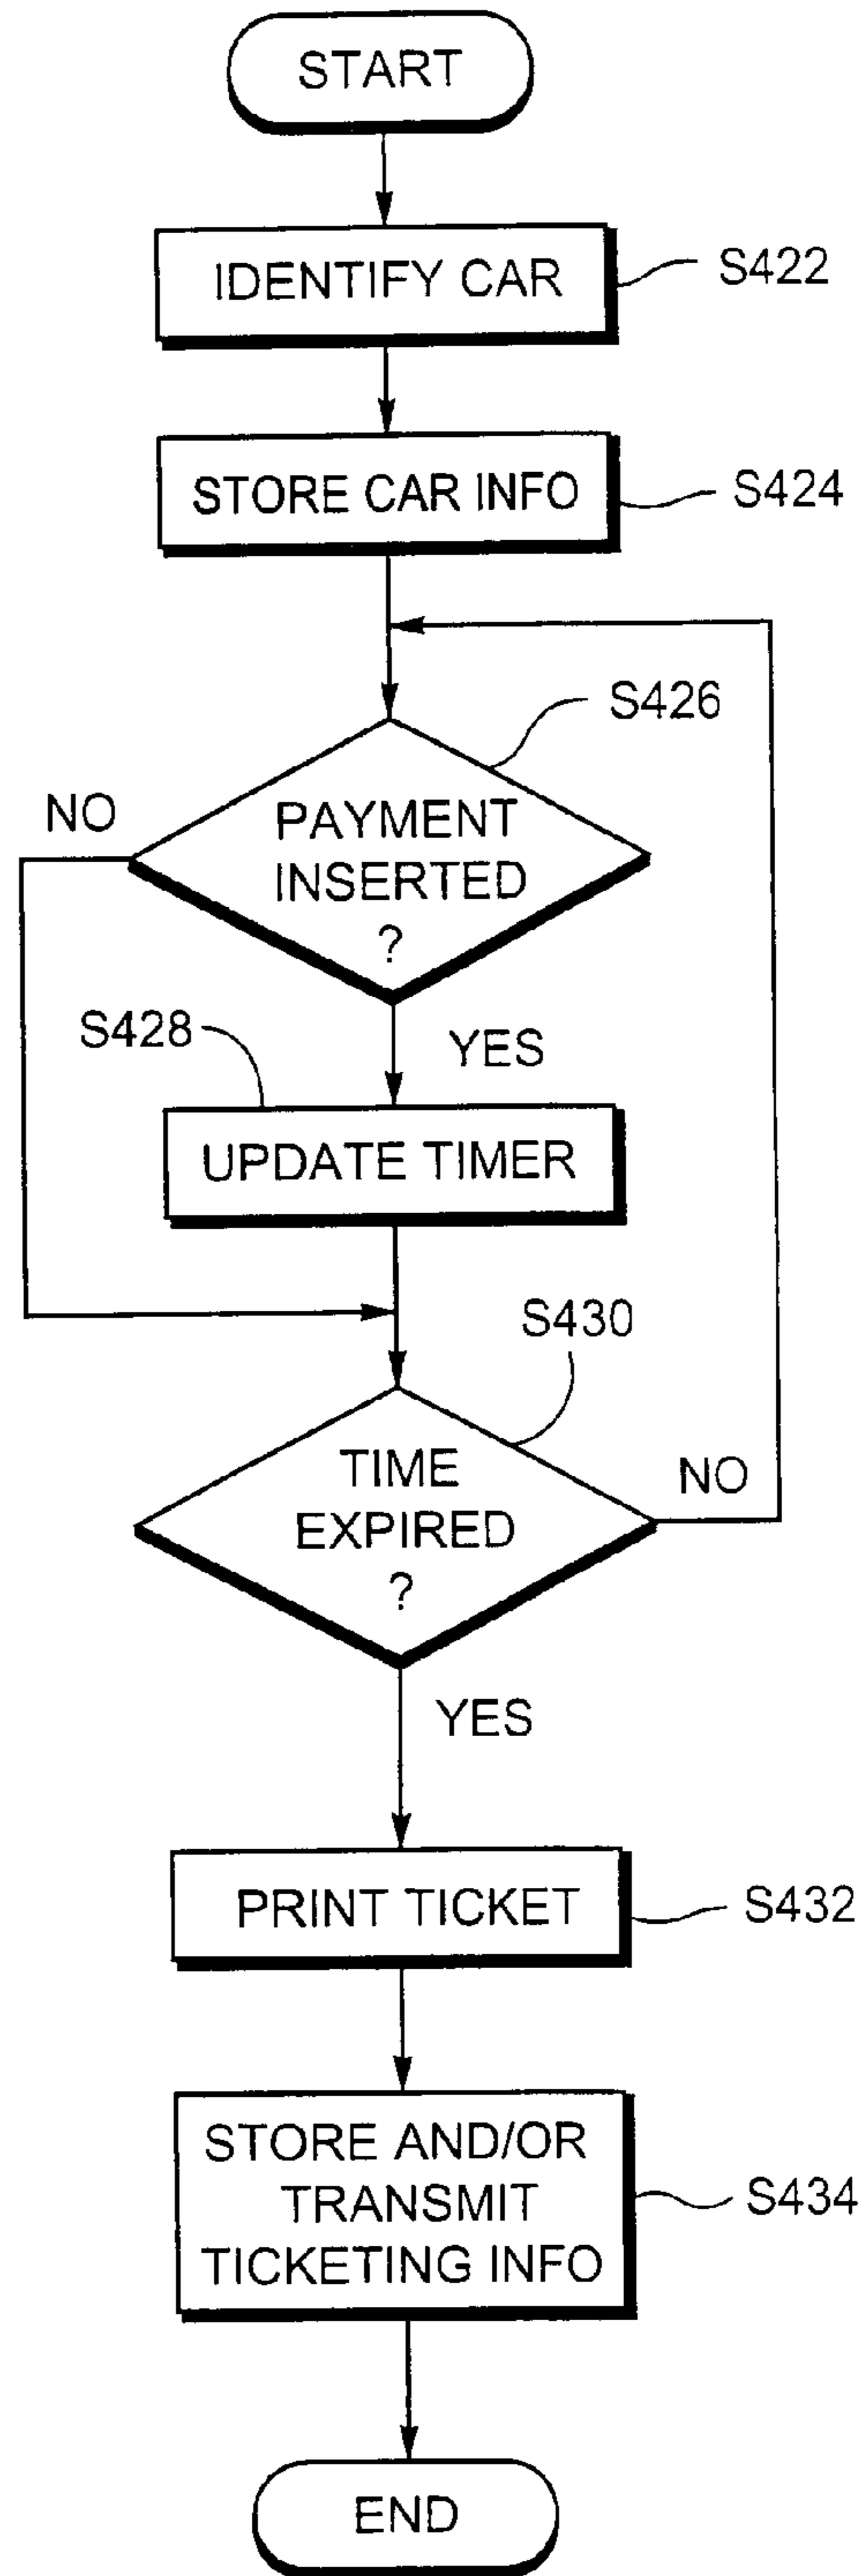 START
IDENTIFY CAR
S422
STORE CAR INFO
S424
S426
NO
PAYMENT
INSERTED
?
S428
YES
UPDATE TIMER
S430
TIME
EXPIRED
?
NO
YES
PRINT TICKET
S432
STORE AND/OR
TRANSMIT
TICKETING INFO
S434
END